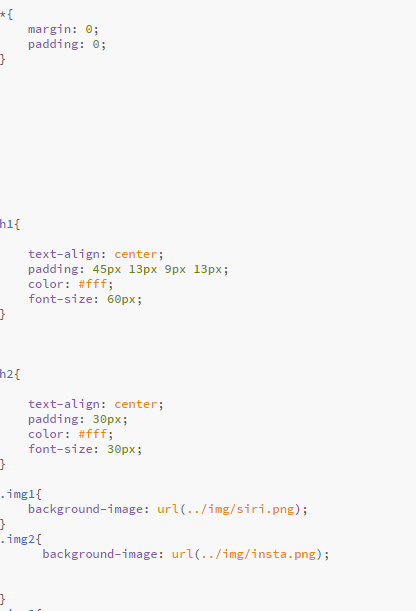 *{
margin: 0;
padding: 0;
}
h1{
text-align: center;
padding: 45px 13px 9px 13px;
color: #fff;
font-size: 60px;
}
h2{
text-align: center;
padding: 30px;
color: #fff;
font-size: 30px;
}
.img1{
background-image: url(../img/siri.png);
}
.img2{
background-image: url(../img/insta.png);
}